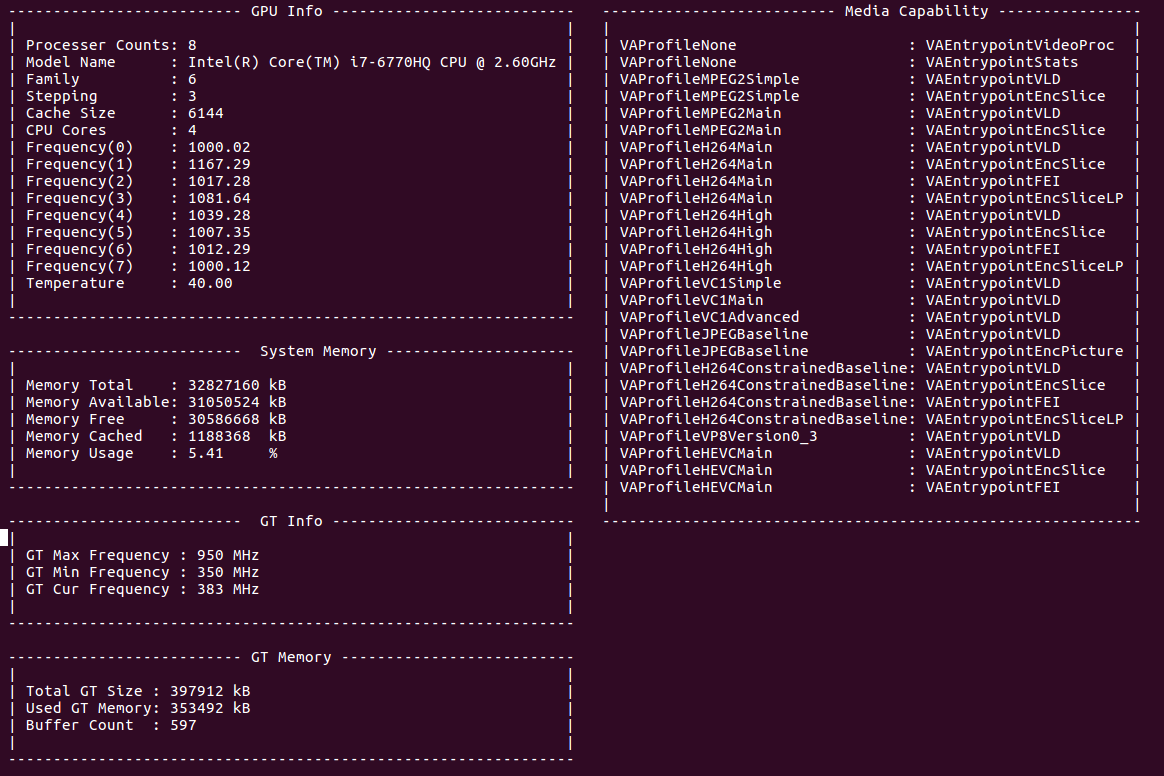 -------------------------- GPU Info ---------------------------
| Processer Counts: 8 |
| Model Name : Intel(R) Core(TM) i7-6770HQ CPU @ 2.60GHz |
| Family : 6 |
| Stepping : 3 |
| Cache Size : 6144 |
| CPU Cores : 4 |
| Frequency(0) : 1000.02 |
| Frequency(1) : 1167.29 |
| Frequency(2) : 1017.28 |
| Frequency(3) : 1081.64 |
| Frequency(4) : 1039.28 |
| Frequency(5) : 1007.35 |
| Frequency(6) : 1012.29 |
| Frequency(7) : 1000.12 |
| Temperature : 40.00 |
-------------------------- System Memory ---------------------
| Memory Total : 32827160 kB |
| Memory Available: 31050524 kB |
| Memory Free : 30586668 kB |
| Memory Cached : 1188368 kB |
| Memory Usage : 5.41 % |
-------------------------- GT Info ---------------------------
| GT Max Frequency : 950 MHz |
| GT Min Frequency : 350 MHz |
| GT Cur Frequency : 383 MHz |
-------------------------- GT Memory --------------------------
| Total GT Size : 397912 kB |
| Used GT Memory: 353492 kB |
| Buffer Count : 597 |
-------------------------- Media Capability ----------------
| VAProfileNone : VAEntrypointVideoProc |
| VAProfileNone : VAEntrypointStats |
| VAProfileMPEG2Simple : VAEntrypointVLD |
| VAProfileMPEG2Simple : VAEntrypointEncSlice |
| VAProfileMPEG2Main : VAEntrypointVLD |
| VAProfileMPEG2Main : VAEntrypointEncSlice |
| VAProfileH264Main : VAEntrypointVLD |
| VAProfileH264Main : VAEntrypointEncSlice |
| VAProfileH264Main : VAEntrypointFEI |
| VAProfileH264Main : VAEntrypointEncSliceLP |
| VAProfileH264High : VAEntrypointVLD |
| VAProfileH264High : VAEntrypointEncSlice |
| VAProfileH264High : VAEntrypointFEI |
| VAProfileH264High : VAEntrypointEncSliceLP |
| VAProfileVC1Simple : VAEntrypointVLD |
| VAProfileVC1Main : VAEntrypointVLD |
| VAProfileVC1Advanced : VAEntrypointVLD |
| VAProfileJPEGBaseline : VAEntrypointVLD |
| VAProfileJPEGBaseline : VAEntrypointEncPicture |
| VAProfileH264ConstrainedBaseline: VAEntrypointVLD |
| VAProfileH264ConstrainedBaseline: VAEntrypointEncSlice |
| VAProfileH264ConstrainedBaseline: VAEntrypointFEI |
| VAProfileH264ConstrainedBaseline: VAEntrypointEncSliceLP |
| VAProfileVP8Version0_3 : VAEntrypointVLD |
| VAProfileHEVCMain : VAEntrypointVLD |
| VAProfileHEVCMain : VAEntrypointEncSlice |
| VAProfileHEVCMain : VAEntrypointFEI |